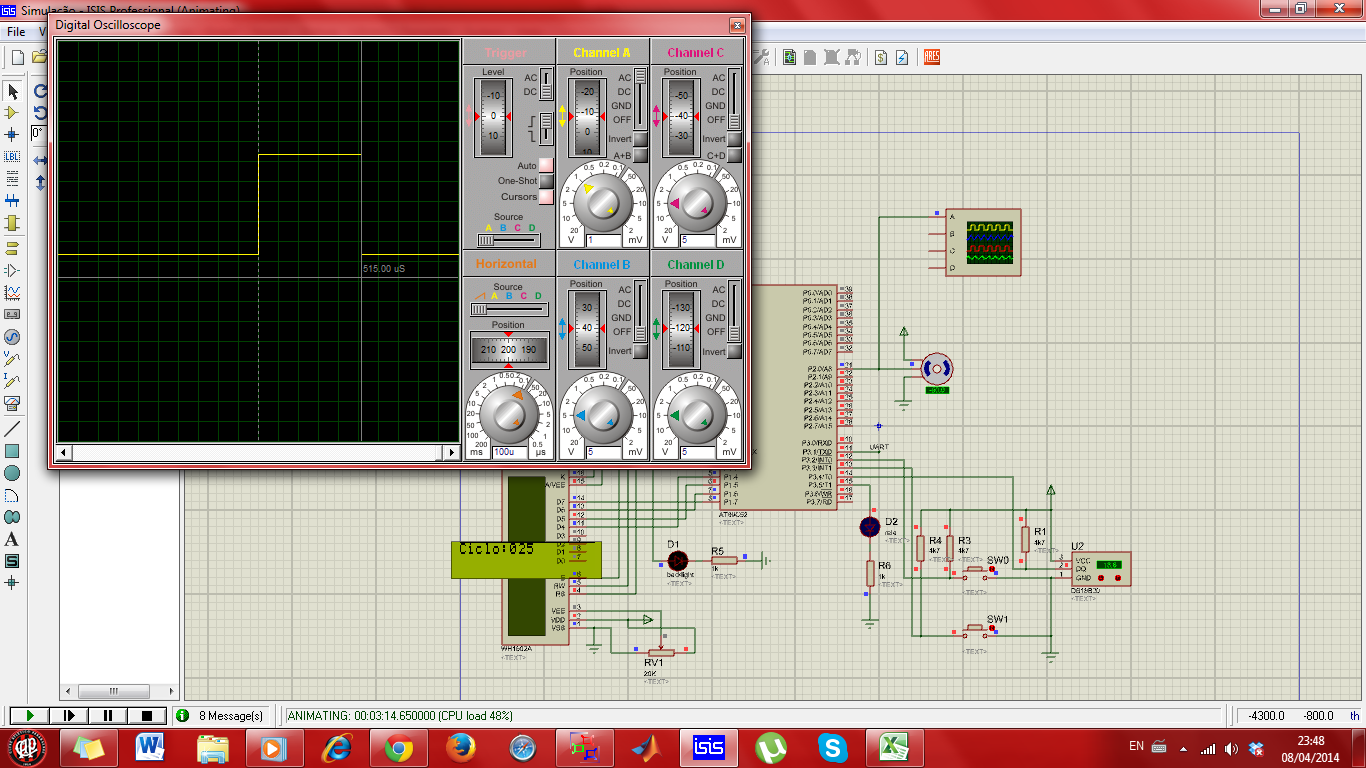 Simulação - ISIS Professional (Animating)
File
Digital Oscilloscope
Trigger
Level
AC
DC
-10
0
10
Auto
One-Shot
Cursors
Source
A B C D
Channel A
Position
AC
DC
GND
OFF
-20
-10
0
10
Invert
A+B
V
1
mV
Channel C
Position
AC
DC
GND
OFF
-50
-40
-30
Invert
C+D
V
5
mV
515.00 uS
Horizontal
Source
A B C D
Position
210 200 190
ms
100u
µs
Channel B
Position
AC
DC
GND
OFF
30
40
50
Invert
V
5
mV
Channel D
Position
AC
DC
GND
OFF
-130
-120
-110
Invert
V
5
mV
0°
LBL
A
B
C
D
ARES
P0.0/AD0
P0.1/AD1
P0.2/AD2
P0.3/AD3
P0.4/AD4
P0.5/AD5
P0.6/AD6
P0.7/AD7
P2.0/A8
P2.1/A9
P2.2/A10
P2.3/A11
P2.4/A12
P2.5/A13
P2.6/A14
P2.7/A15
P3.0/RXD
P3.1/TXD
P3.2/INT0
P3.3/INT1
P3.4/T0
P3.5/T1
P3.6/WR
P3.7/RD
UART
P1.4
P1.5
P1.6
P1.7
AT89C52
<TEXT>
K
A/VEE
D7
D6
D5
D4
D3
D2
D1
D0
E
RW
RS
VEE
VDD
VSS
Ciclo:025
WH1602A
<TEXT>
D1
backlight
<TEXT>
R5
1k
<TEXT>
RV1
20K
<TEXT>
D2
rele
<TEXT>
R6
1k
<TEXT>
R4
4k7
<TEXT>
R3
4k7
<TEXT>
R1
4k7
<TEXT>
SW0
<TEXT>
SW1
<TEXT>
U2
VCC
DQ
GND
DS18B20
<TEXT>
8 Message(s)
ANIMATING: 00:03:14.650000 (CPU load 48%)
-4300.0
-800.0
th
isis
EN
23:48
08/04/2014